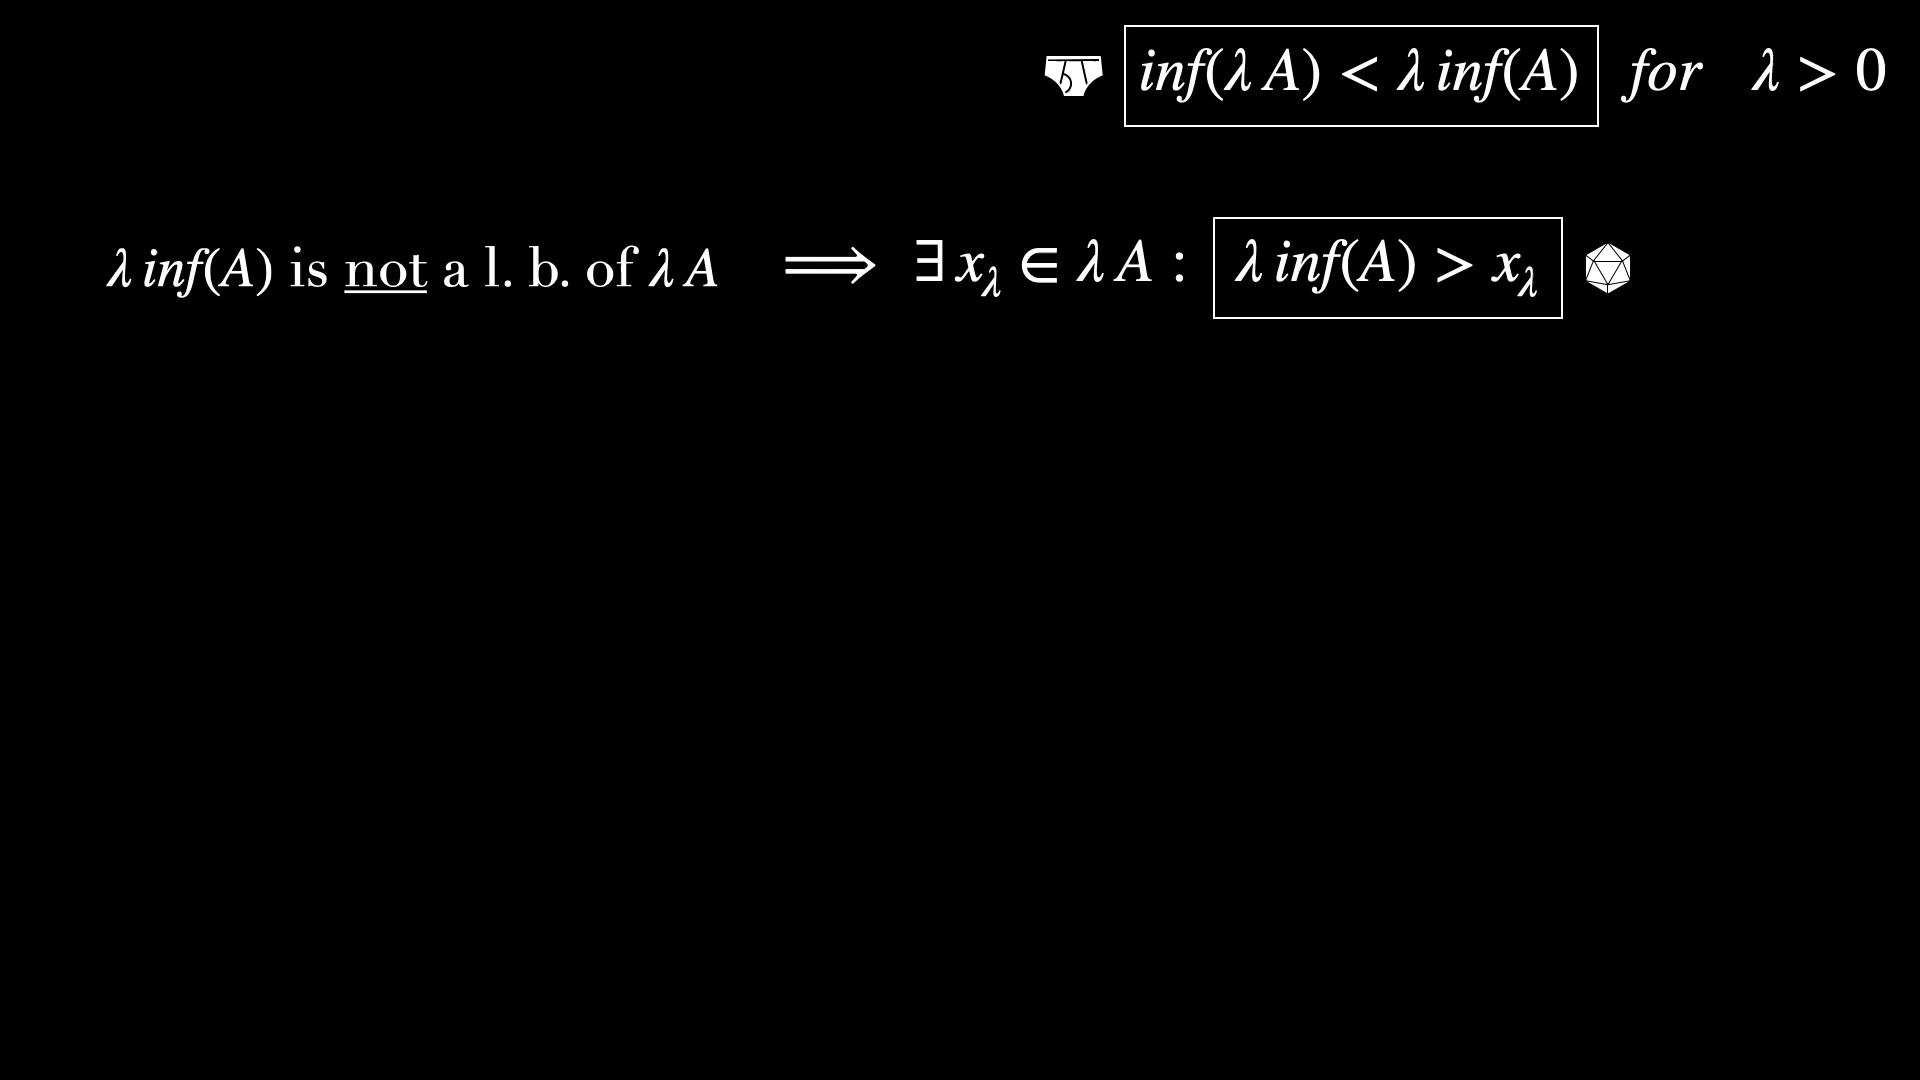 inf(λ A) < λ inf(A) for λ > 0
λ inf(A) is not a l. b. of λ A ⟹ ∃ x_λ ∈ λ A : λ inf(A) > x_λ